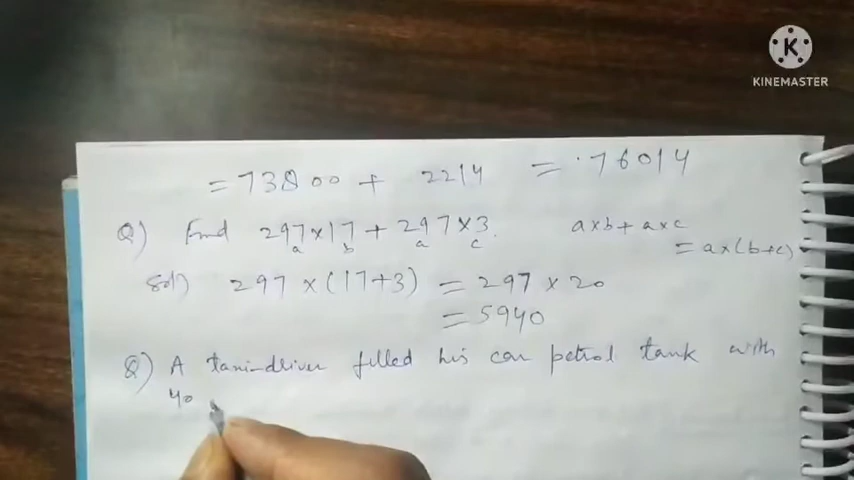 K
KINEMASTER
= 73800 + 2214 = 76014
Q) Find 297×17 + 297×3. a×b + a×c
a b a c = a×(b+c)
Sol) 297 × (17+3) = 297 × 20
= 5940
Q) A taxi-driver filled his car petrol tank with
40